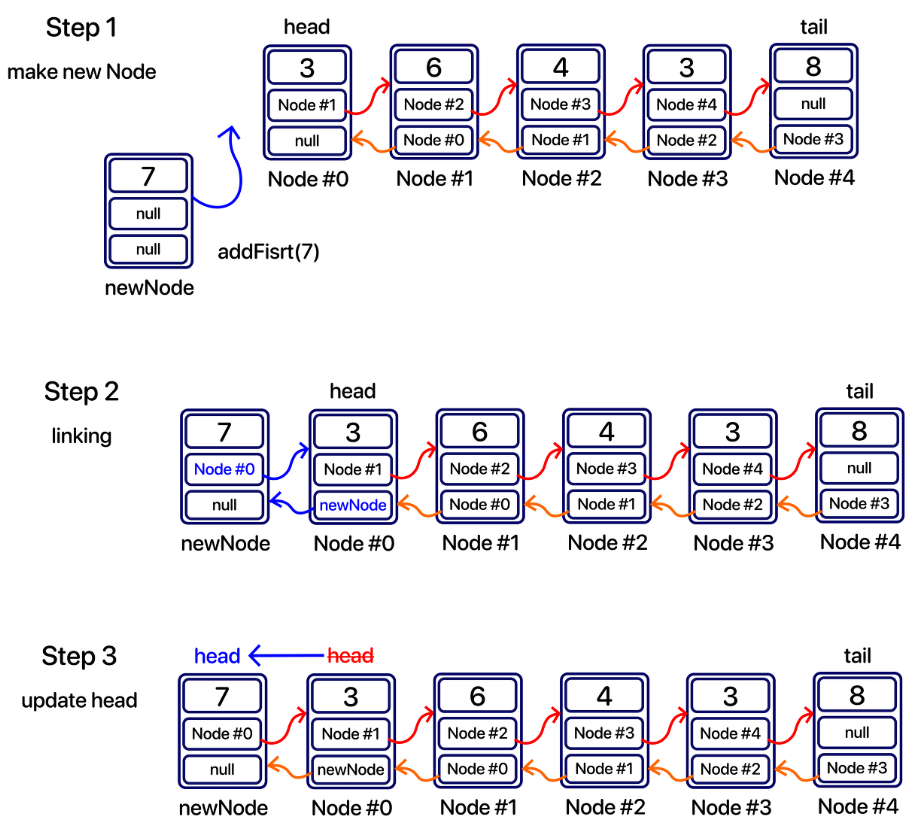 Step 1
head
tail
make new Node
3
6
4
3
8
Node #1
Node #2
Node #3
Node #4
null
null
Node #0
Node #1
Node #2
Node #3
Node #0
Node #1
Node #2
Node #3
Node #4
7
null
null
addFisrt(7)
newNode
Step 2
head
tail
linking
7
3
6
4
3
8
Node #0
Node #1
Node #2
Node #3
Node #4
null
null
newNode
Node #0
Node #1
Node #2
Node #3
newNode
Node #0
Node #1
Node #2
Node #3
Node #4
Step 3
head
head
tail
update head
7
3
6
4
3
8
Node #0
Node #1
Node #2
Node #3
Node #4
null
null
newNode
Node #0
Node #1
Node #2
Node #3
newNode
Node #0
Node #1
Node #2
Node #3
Node #4